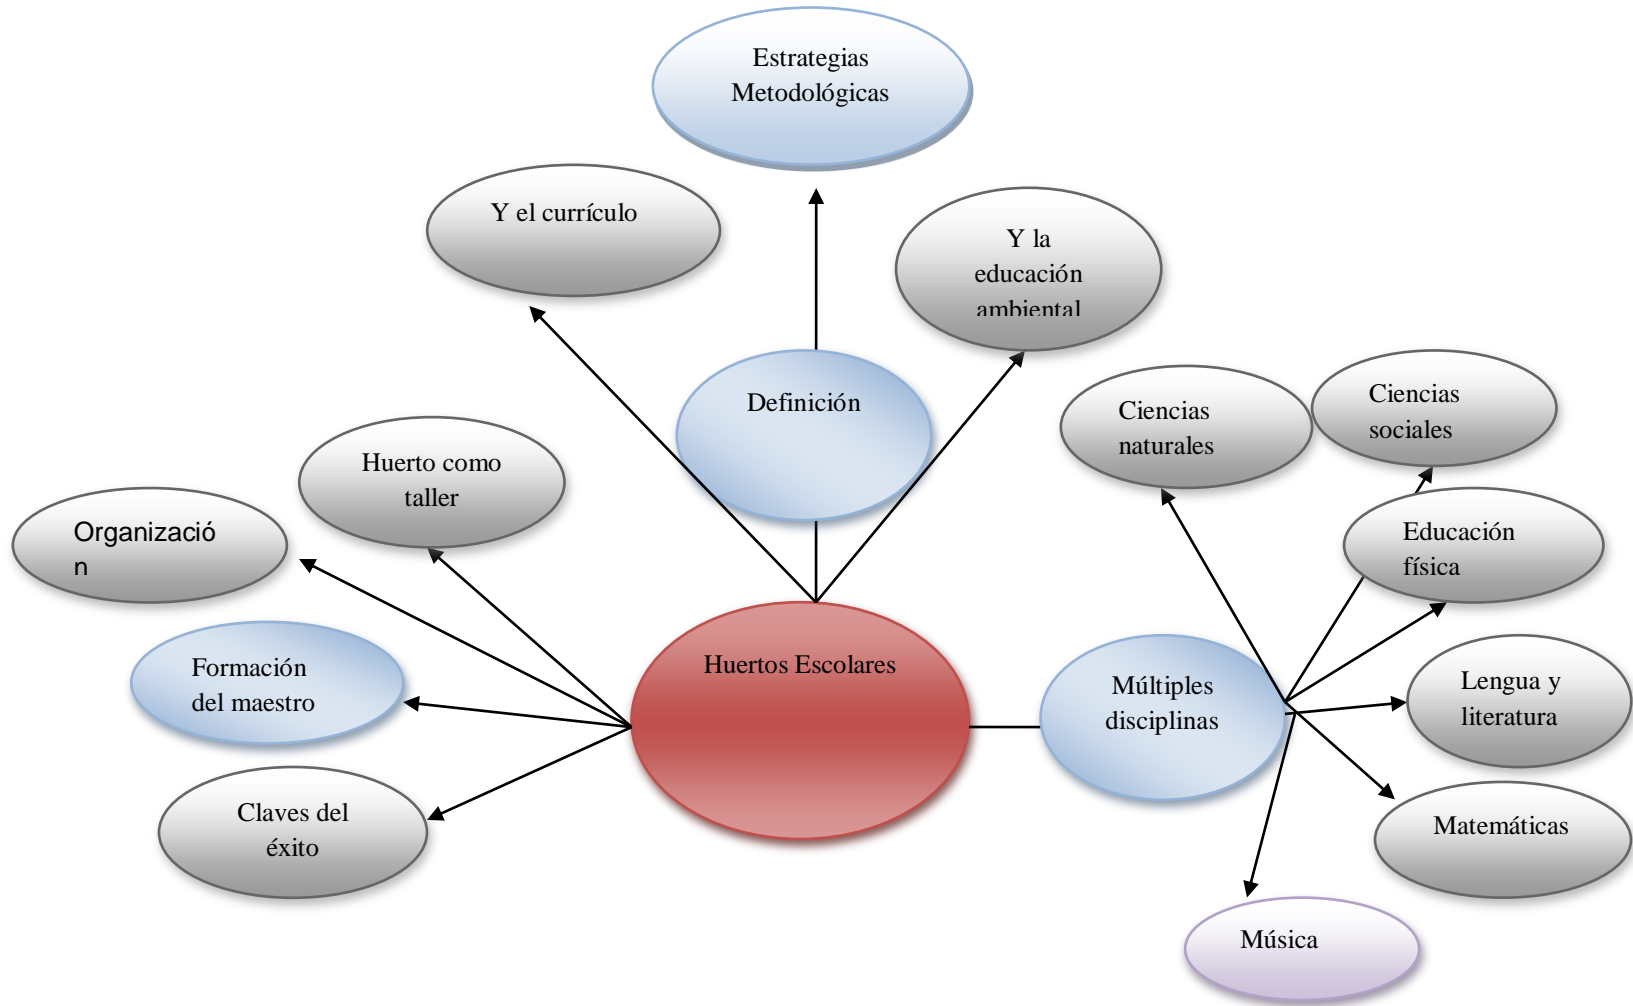 Estrategias
Metodológicas
Y el currículo
Y la
educación
ambiental
Definición
Ciencias
naturales
Ciencias
sociales
Huerto como
taller
Organizació
n
Educación
física
Formación
del maestro
Huertos Escolares
Múltiples
disciplinas
Lengua y
literatura
Claves del
éxito
Matemáticas
Música